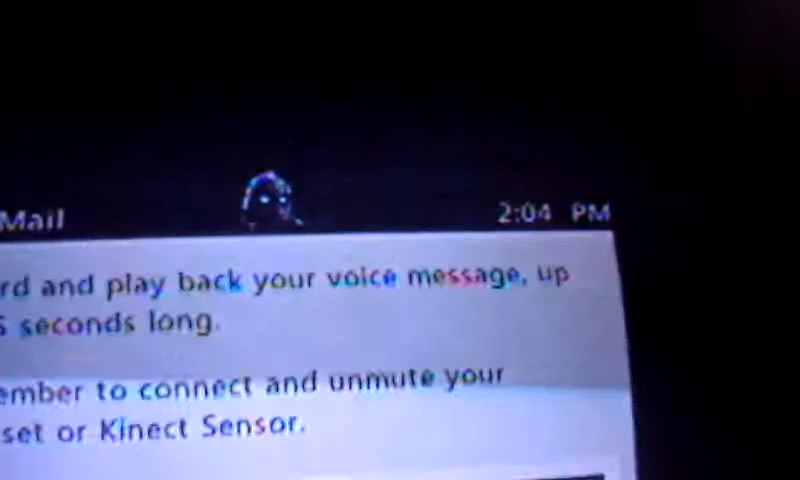 Mail
2:04 PM
rd and play back your voice message, up
5 seconds long.
ember to connect and unmute your
set or Kinect Sensor.